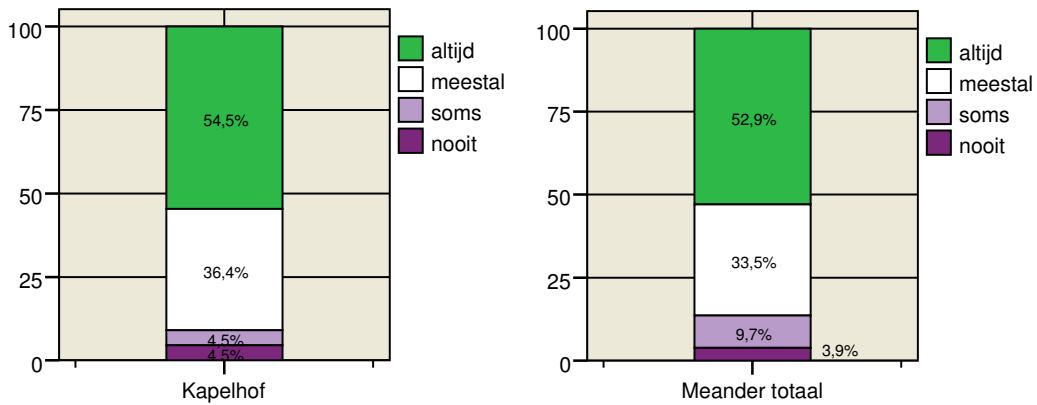 100
75
50
25
0
54,5%
36,4%
4,5%
4,5%
Kapelhof
altijd
meestal
soms
nooit
100
75
50
25
0
52,9%
33,5%
9,7%
3,9%
Meander totaal
altijd
meestal
soms
nooit